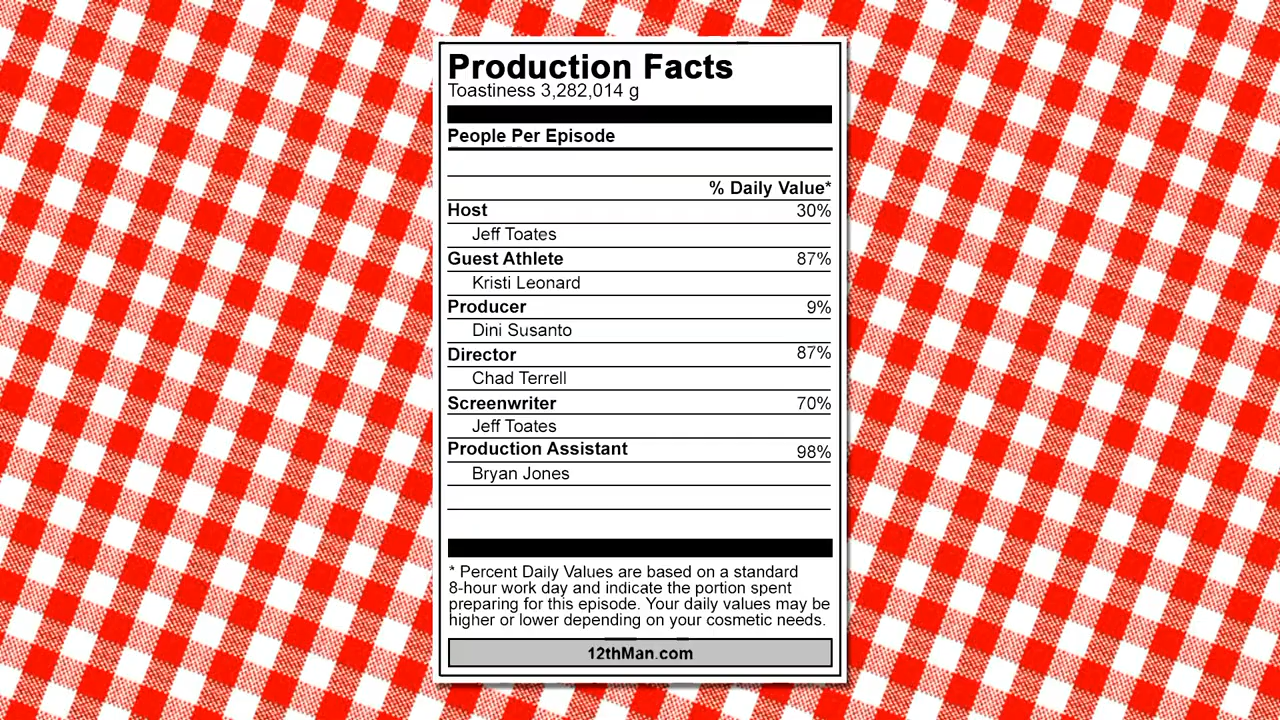 Production Facts
Toastiness 3,282,014 g
People Per Episode
% Daily Value*
Host 30%
Jeff Toates
Guest Athlete 87%
Kristi Leonard
Producer 9%
Dini Susanto
Director 87%
Chad Terrell
Screenwriter 70%
Jeff Toates
Production Assistant 98%
Bryan Jones
* Percent Daily Values are based on a standard
8-hour work day and indicate the portion spent
preparing for this episode. Your daily values may be
higher or lower depending on your cosmetic needs.
12thMan.com